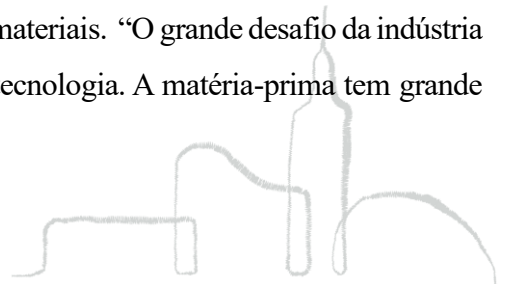 materiais. “O grande desafio da indústria
ecnologia. A matéria-prima tem grande